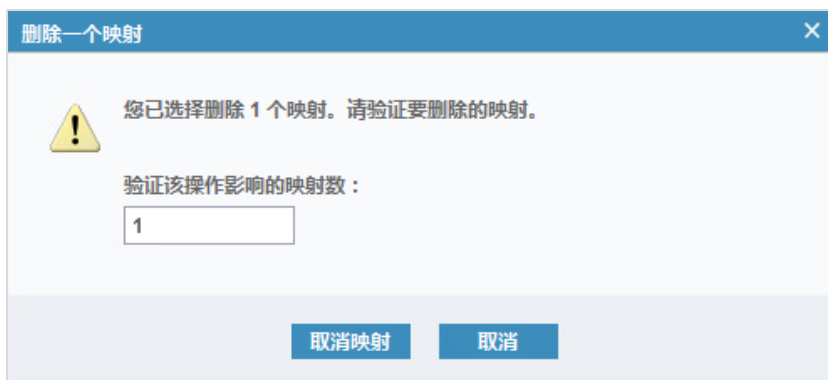 删除一个映射
您已选择删除 1 个映射。请验证要删除的映射。
验证该操作影响的映射数：
1
取消映射 取消